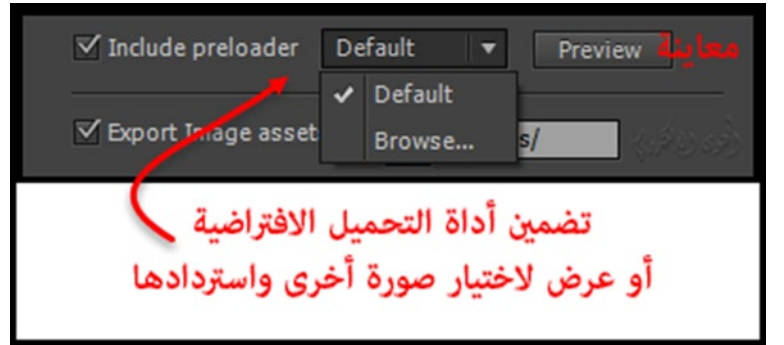 Include preloader Default Preview معاينة
Default
Export Image asset s/
Browse...
تضمين أداة التحميل الافتراضية
أو عرض لاختيار صورة أخرى واستردادها